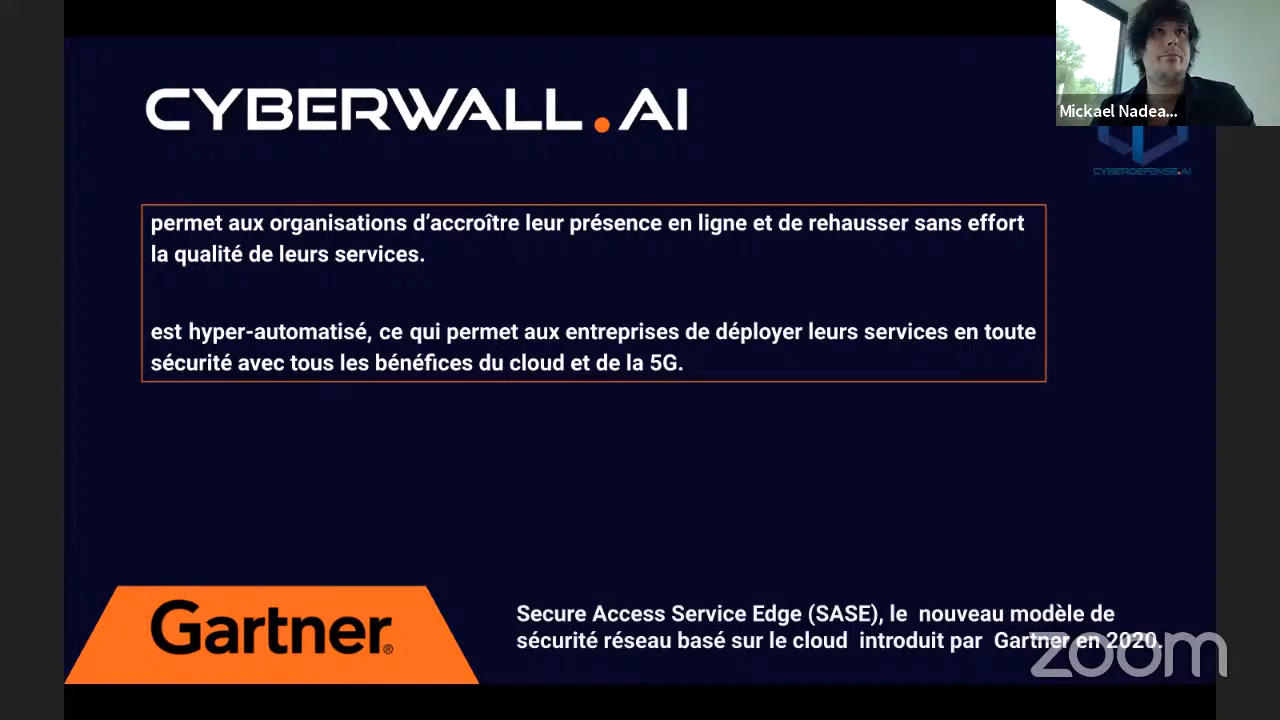 CYBERWALL.AI
Mickael Nadea...
CYBERDEFENSE.AI
permet aux organisations d’accroître leur présence en ligne et de rehausser sans effort
la qualité de leurs services.
est hyper-automatisé, ce qui permet aux entreprises de déployer leurs services en toute
sécurité avec tous les bénéfices du cloud et de la 5G.
Gartner®
Secure Access Service Edge (SASE), le nouveau modèle de
sécurité réseau basé sur le cloud introduit par Gartner en 2020.
zoom